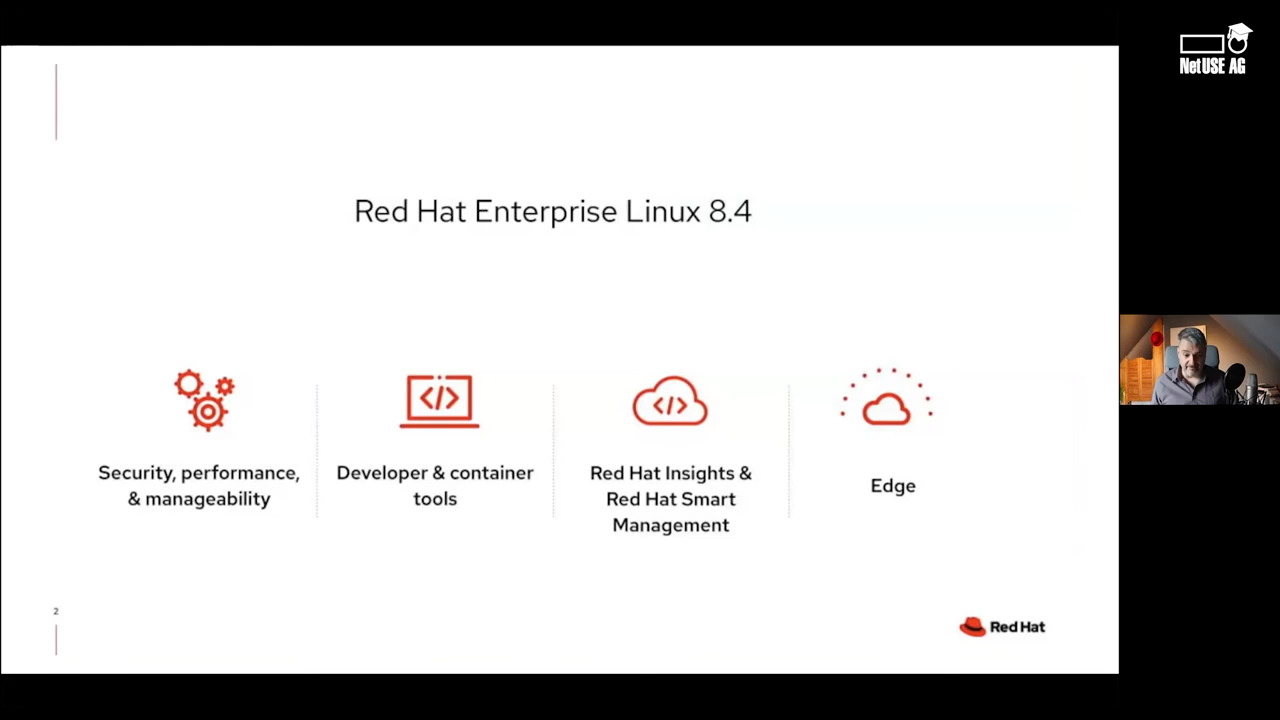 NetUSE AG
Red Hat Enterprise Linux 8.4
</>
</>
Security, performance,
& manageability
Developer & container
tools
Red Hat Insights &
Red Hat Smart
Management
Edge
2
Red Hat